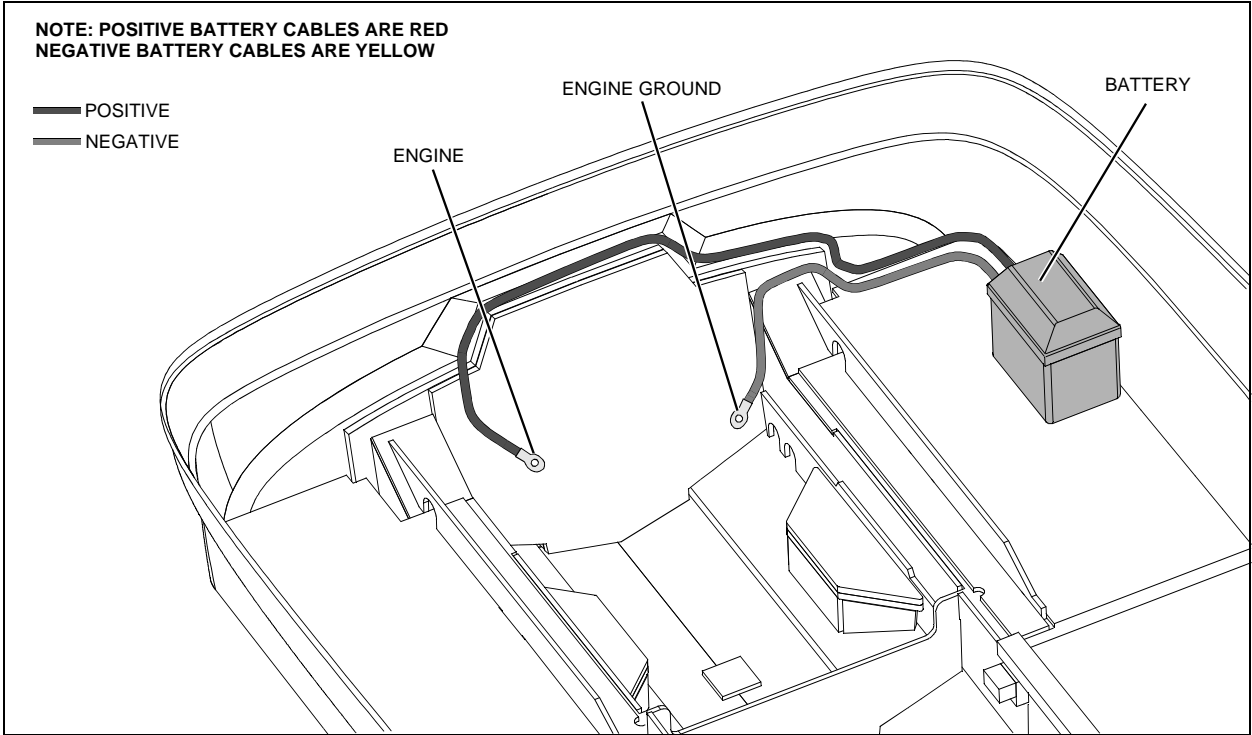 NOTE: POSITIVE BATTERY CABLES ARE RED
NEGATIVE BATTERY CABLES ARE YELLOW
POSITIVE
NEGATIVE
ENGINE
ENGINE GROUND
BATTERY